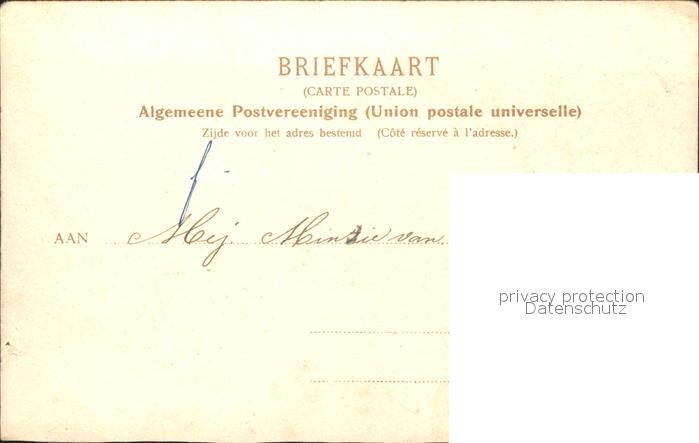 BRIEFKAART
(CARTE POSTALE)
Algemeene Postvereeniging (Union postale universelle)
Zijde voor het adres bestemd (Côté réservé à l'adresse.)
AAN Mej. Minsie van
privacy protection
Datenschutz